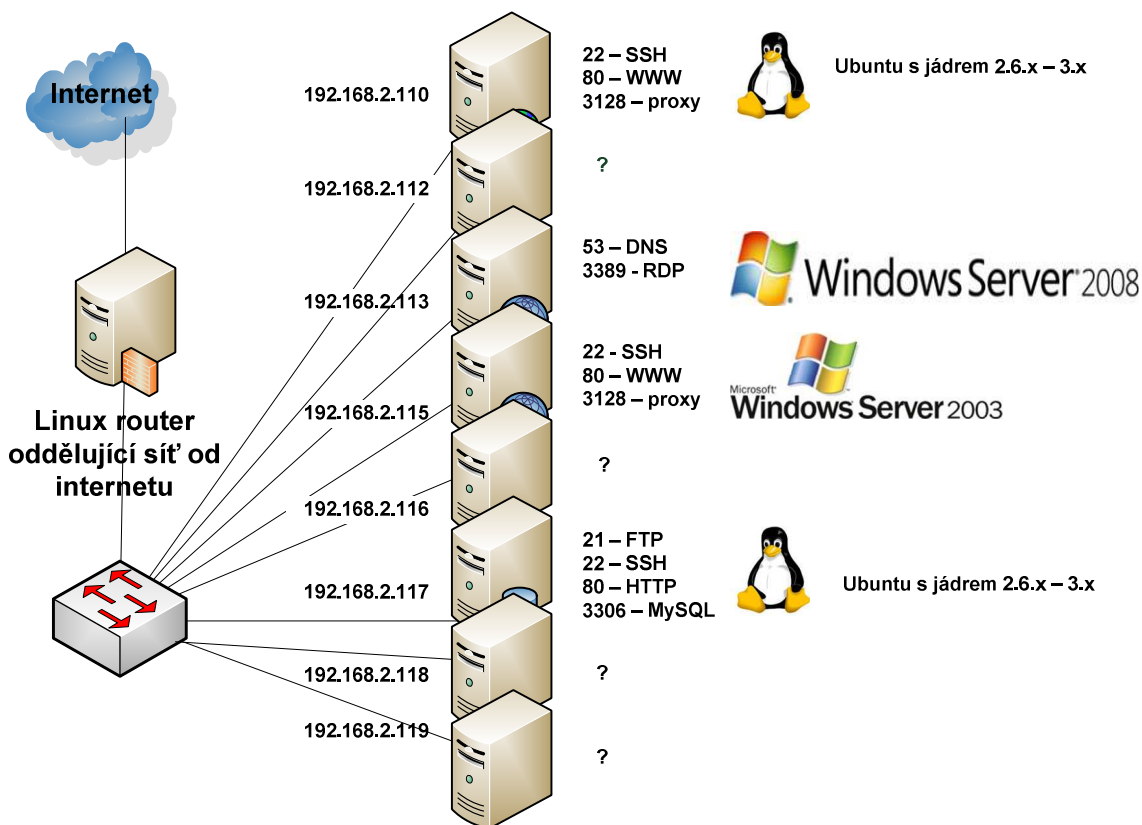 Internet
Linux router
oddělující síť od
internetu
192.168.2.110
22 – SSH
80 – WWW
3128 – proxy
Ubuntu s jádrem 2.6.x – 3.x
192.168.2.112
?
192.168.2.113
53 – DNS
3389 - RDP
Windows Server 2008
192.168.2.115
22 - SSH
80 – WWW
3128 – proxy
Microsoft
Windows Server 2003
192.168.2.116
?
192.168.2.117
21 – FTP
22 – SSH
80 – HTTP
3306 – MySQL
Ubuntu s jádrem 2.6.x – 3.x
192.168.2.118
?
192.168.2.119
?